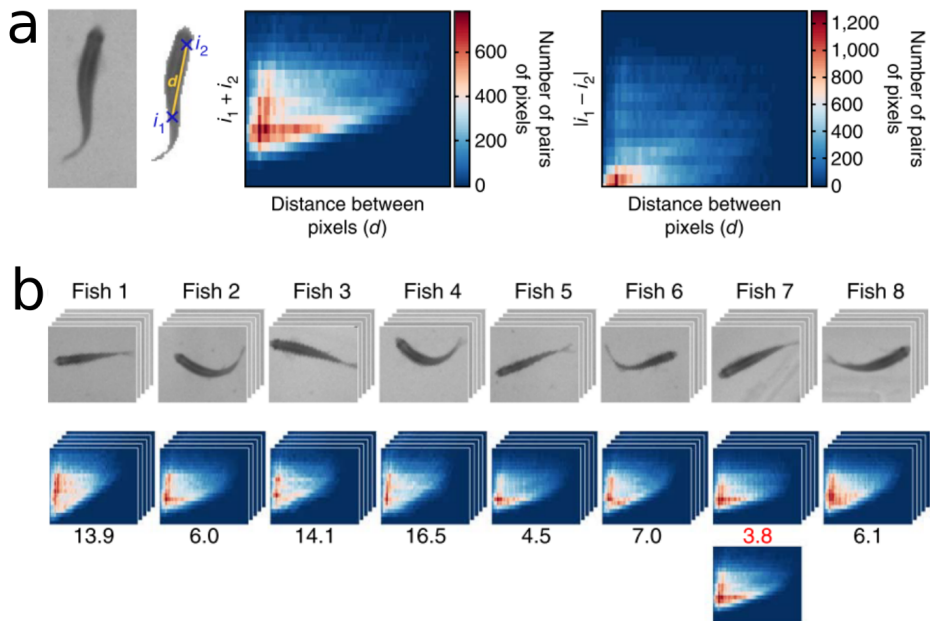 a
i₂
d
i₁
i₁ + i₂
600
400
200
0
Number of pairs
of pixels
Distance between
pixels (d)
|i₁ − i₂|
1,200
1,000
800
600
400
200
0
Number of pairs
of pixels
Distance between
pixels (d)
b
Fish 1 Fish 2 Fish 3 Fish 4 Fish 5 Fish 6 Fish 7 Fish 8
13.9 6.0 14.1 16.5 4.5 7.0 3.8 6.1